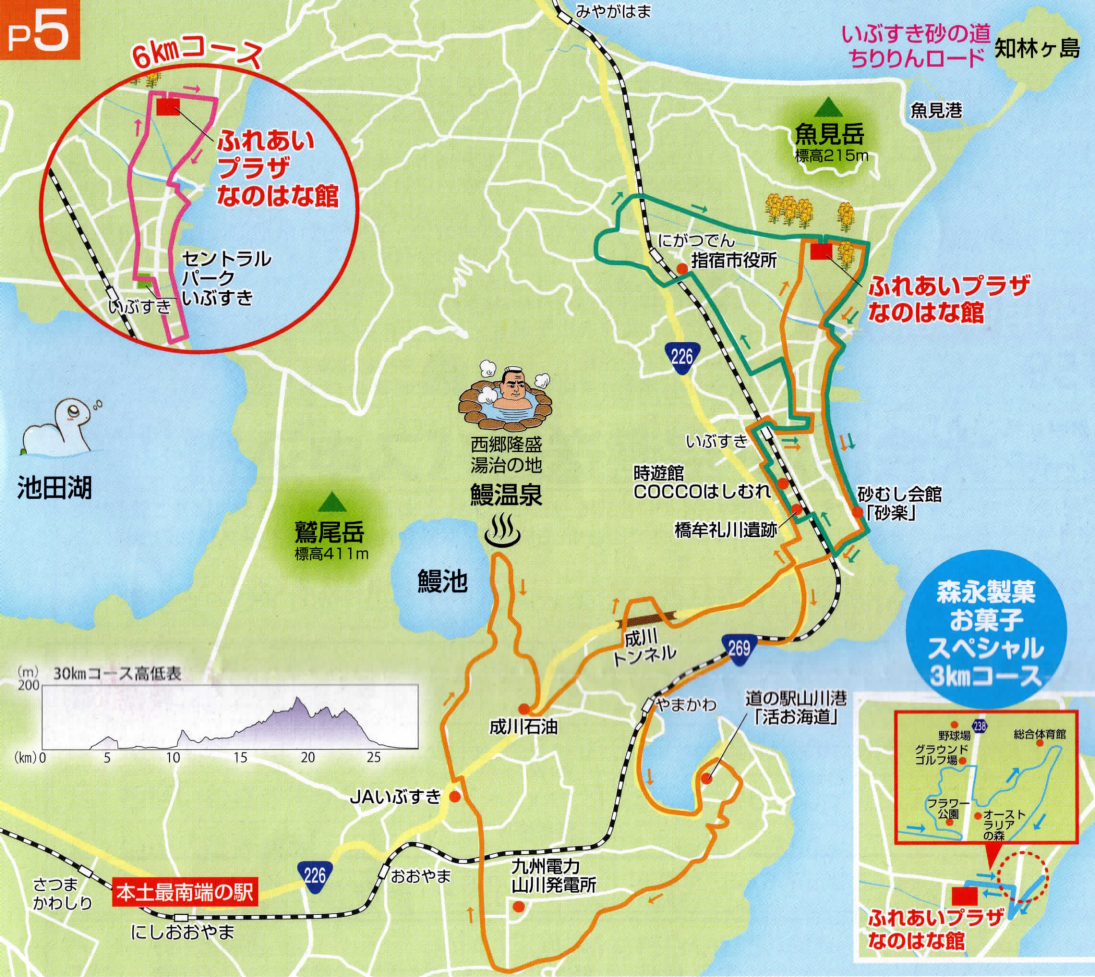 P5
6kmコース
ふれあい
プラザ
なのはな館
セントラル
パーク
いぶすき
いぶすき
みやがはま
いぶすき砂の道
ちりりんロード
知林ヶ島
魚見港
魚見岳
標高215m
にがつでん
指宿市役所
ふれあいプラザ
なのはな館
226
いぶすき
時遊館
COCCOはしむれ
橋牟礼川遺跡
砂むし会館
「砂楽」
西郷隆盛
湯治の地
鰻温泉
池田湖
鷲尾岳
標高411m
鰻池
成川
トンネル
269
森永製菓
お菓子
スペシャル
3kmコース
(m)
200
30kmコース高低表
(km)
0
5
10
15
20
25
成川石油
やまかわ
道の駅山川港
「活お海道」
JAいぶすき
九州電力
山川発電所
226
おおやま
さつま
かわしり
本土最南端の駅
にしおおやま
野球場
238
総合体育館
グラウンド
ゴルフ場
フラワー
公園
オースト
ラリア
の森
ふれあいプラザ
なのはな館